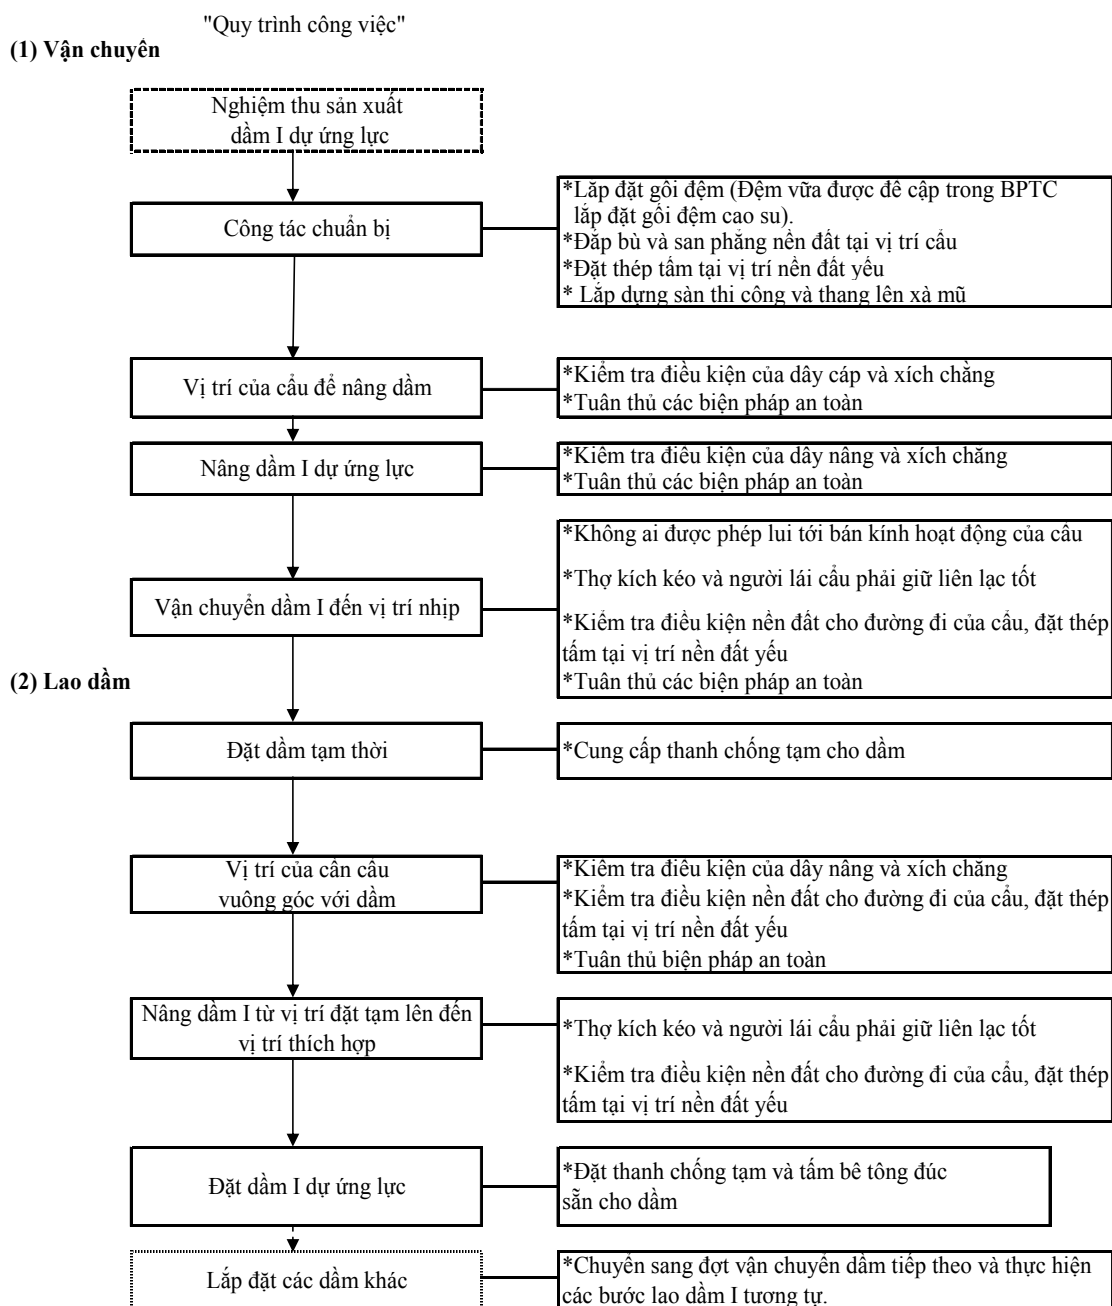 "Quy trình công việc"
(1) Vận chuyển
Nghiệm thu sản xuất
dầm I dự ứng lực
Công tác chuẩn bị
*Lắp đặt gối đệm (Đệm vữa được đề cập trong BPTC
lắp đặt gối đệm cao su).
*Đắp bù và san phẳng nền đất tại vị trí cẩu
*Đặt thép tấm tại vị trí nền đất yếu
* Lắp dựng sàn thi công và thang lên xà mũ
Vị trí của cẩu để nâng dầm
*Kiểm tra điều kiện của dây cáp và xích chằng
*Tuân thủ các biện pháp an toàn
Nâng dầm I dự ứng lực
*Kiểm tra điều kiện của dây nâng và xích chằng
*Tuân thủ các biện pháp an toàn
Vận chuyển dầm I đến vị trí nhịp
*Không ai được phép lui tới bán kính hoạt động của cẩu
*Thợ kích kéo và người lái cẩu phải giữ liên lạc tốt
*Kiểm tra điều kiện nền đất cho đường đi của cẩu, đặt thép
tấm tại vị trí nền đất yếu
*Tuân thủ các biện pháp an toàn
(2) Lao dầm
Đặt dầm tạm thời
*Cung cấp thanh chống tạm cho dầm
Vị trí của cần cẩu
vuông góc với dầm
*Kiểm tra điều kiện của dây nâng và xích chằng
*Kiểm tra điều kiện nền đất cho đường đi của cẩu, đặt thép
tấm tại vị trí nền đất yếu
*Tuân thủ biện pháp an toàn
Nâng dầm I từ vị trí đặt tạm lên đến
vị trí thích hợp
*Thợ kích kéo và người lái cẩu phải giữ liên lạc tốt
*Kiểm tra điều kiện nền đất cho đường đi của cẩu, đặt thép
tấm tại vị trí nền đất yếu
Đặt dầm I dự ứng lực
*Đặt thanh chống tạm và tấm bê tông đúc
sẵn cho dầm
Lắp đặt các dầm khác
*Chuyển sang đợt vận chuyển dầm tiếp theo và thực hiện
các bước lao dầm I tương tự.